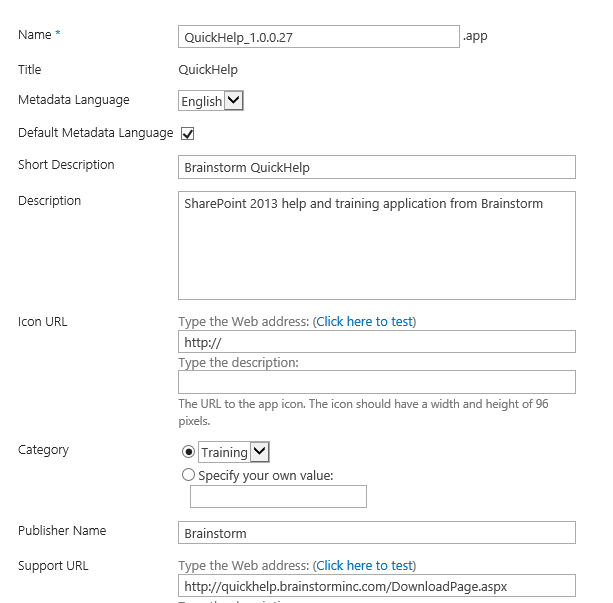 Name * QuickHelp_1.0.0.27 .app
Title QuickHelp
Metadata Language English
Default Metadata Language
Short Description Brainstorm QuickHelp
Description SharePoint 2013 help and training application from Brainstorm
Icon URL Type the Web address: (Click here to test)
http://
Type the description:
The URL to the app icon. The icon should have a width and height of 96
pixels.
Category Training
Specify your own value:
Publisher Name Brainstorm
Support URL Type the Web address: (Click here to test)
http://quickhelp.brainstorminc.com/DownloadPage.aspx